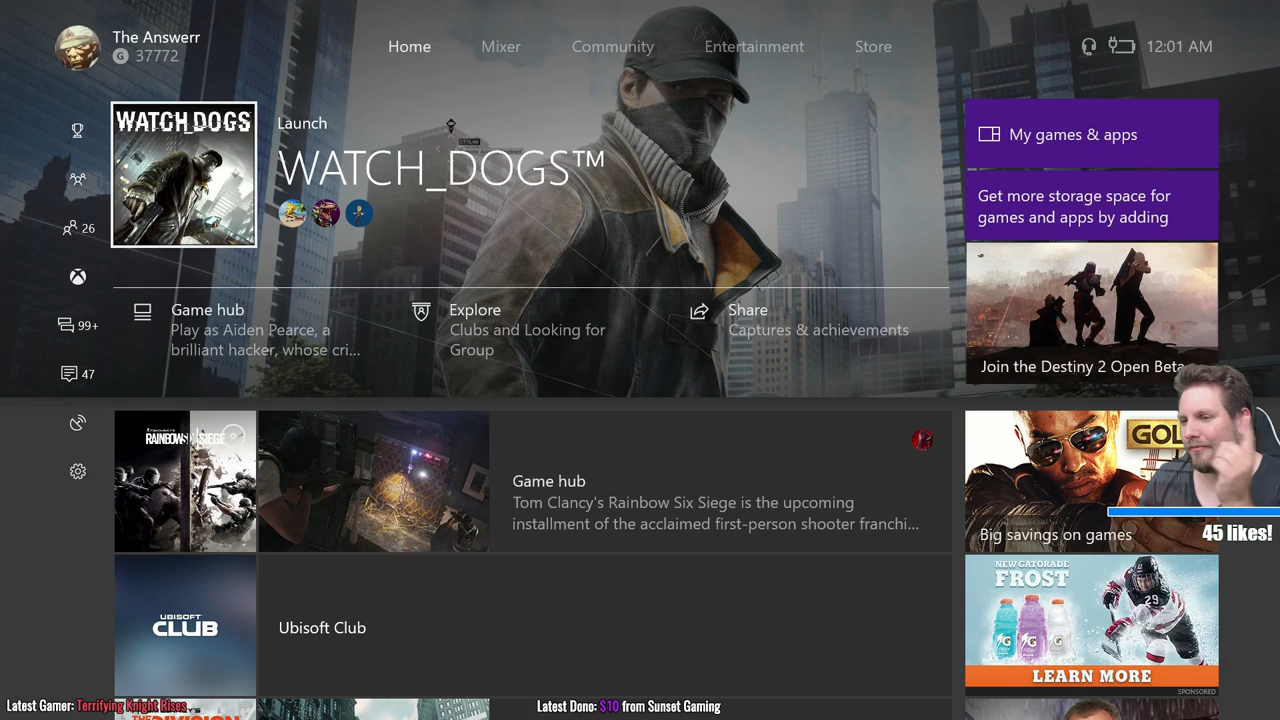 The Answerr
G 37772
Home
Mixer
Community
Entertainment
Store
12:01 AM
WATCH_DOGS
Launch
WATCH_DOGS™
My games & apps
Get more storage space for
games and apps by adding
26
99+
47
Game hub
Play as Aiden Pearce, a
brilliant hacker, whose cri...
Explore
Clubs and Looking for
Group
Share
Captures & achievements
Join the Destiny 2 Open Beta
RAINBOW SIEGE
Game hub
Tom Clancy's Rainbow Six Siege is the upcoming
installment of the acclaimed first-person shooter franchi...
GOL
Big savings on games
45 likes!
UBISOFT
CLUB
Ubisoft Club
NEW GATORADE
FROST
29
LEARN MORE
SPONSORED
THE DIVISION
Latest Gamer: Terrifying Knight Rises
Latest Dono: $10 from Sunset Gaming